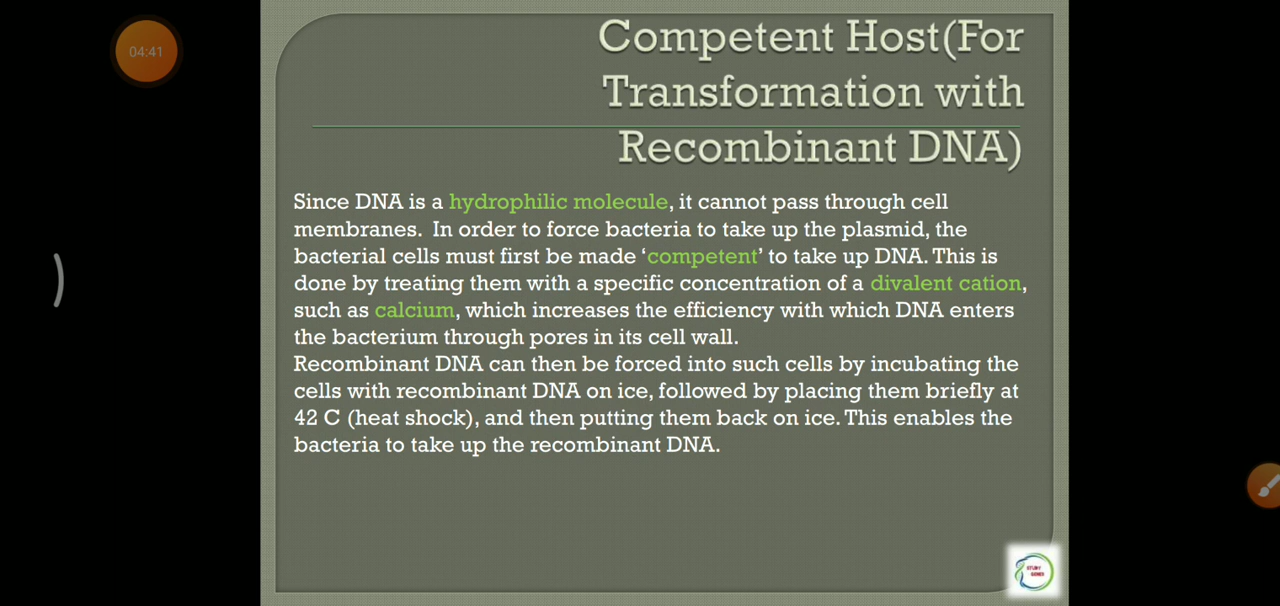 04:41
Competent Host(For
Transformation with
Recombinant DNA)
Since DNA is a hydrophilic molecule, it cannot pass through cell
membranes.  In order to force bacteria to take up the plasmid, the
bacterial cells must first be made ‘competent’ to take up DNA. This is
done by treating them with a specific concentration of a divalent cation,
such as calcium, which increases the efficiency with which DNA enters
the bacterium through pores in its cell wall.
Recombinant DNA can then be forced into such cells by incubating the
cells with recombinant DNA on ice, followed by placing them briefly at
42 C (heat shock), and then putting them back on ice. This enables the
bacteria to take up the recombinant DNA.
STUDY
GENES